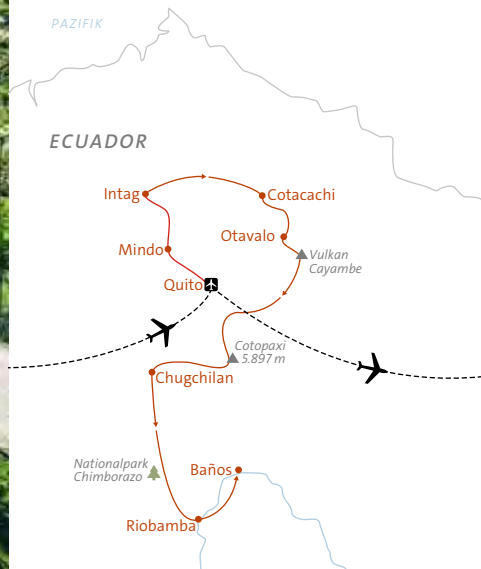 PAZIFIK
ECUADOR
Intag
Cotacachi
Otavalo
Mindo
Vulkan
Cayambe
Quito
Cotopaxi
5.897 m
Chugchilan
Nationalpark
Chimborazo
Baños
Riobamba